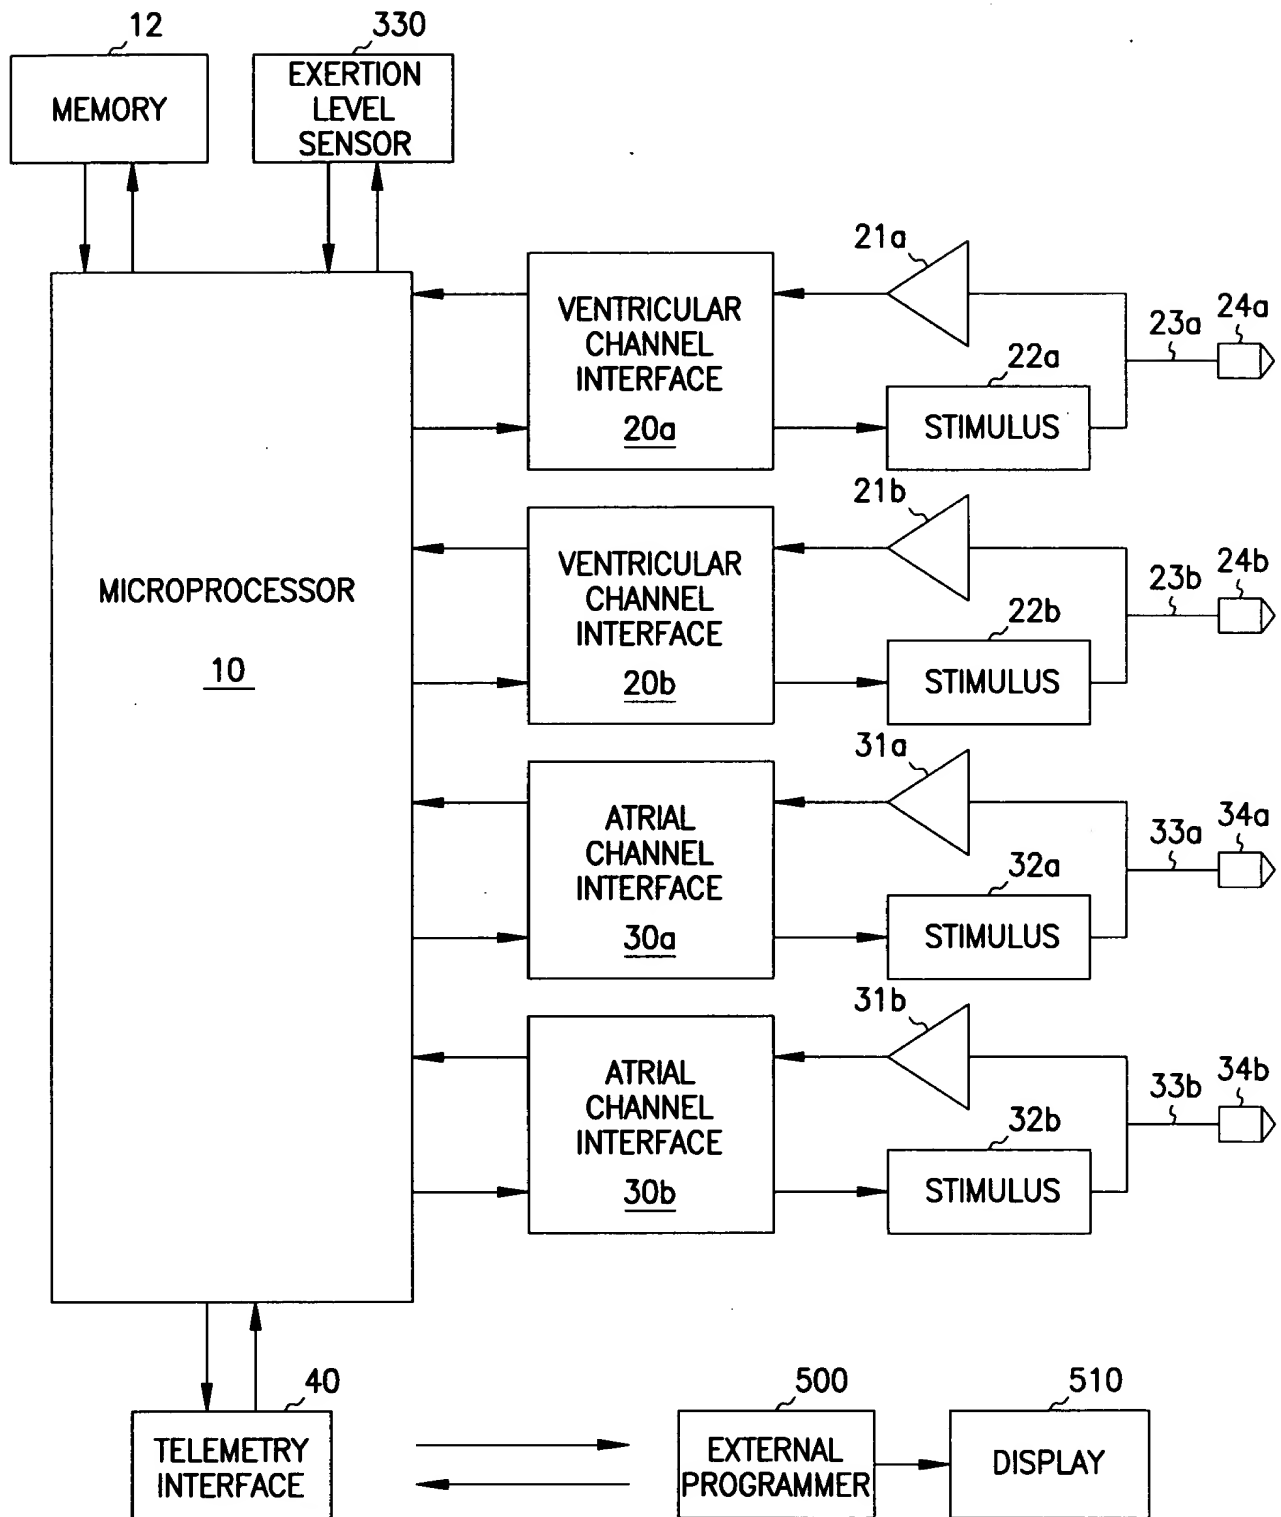 12
330
MEMORY
EXERTION
LEVEL
SENSOR
MICROPROCESSOR
10
VENTRICULAR
CHANNEL
INTERFACE
20a
21a
22a
STIMULUS
23a
24a
VENTRICULAR
CHANNEL
INTERFACE
20b
21b
22b
STIMULUS
23b
24b
ATRIAL
CHANNEL
INTERFACE
30a
31a
32a
STIMULUS
33a
34a
ATRIAL
CHANNEL
INTERFACE
30b
31b
32b
STIMULUS
33b
34b
40
TELEMETRY
INTERFACE
500
EXTERNAL
PROGRAMMER
510
DISPLAY